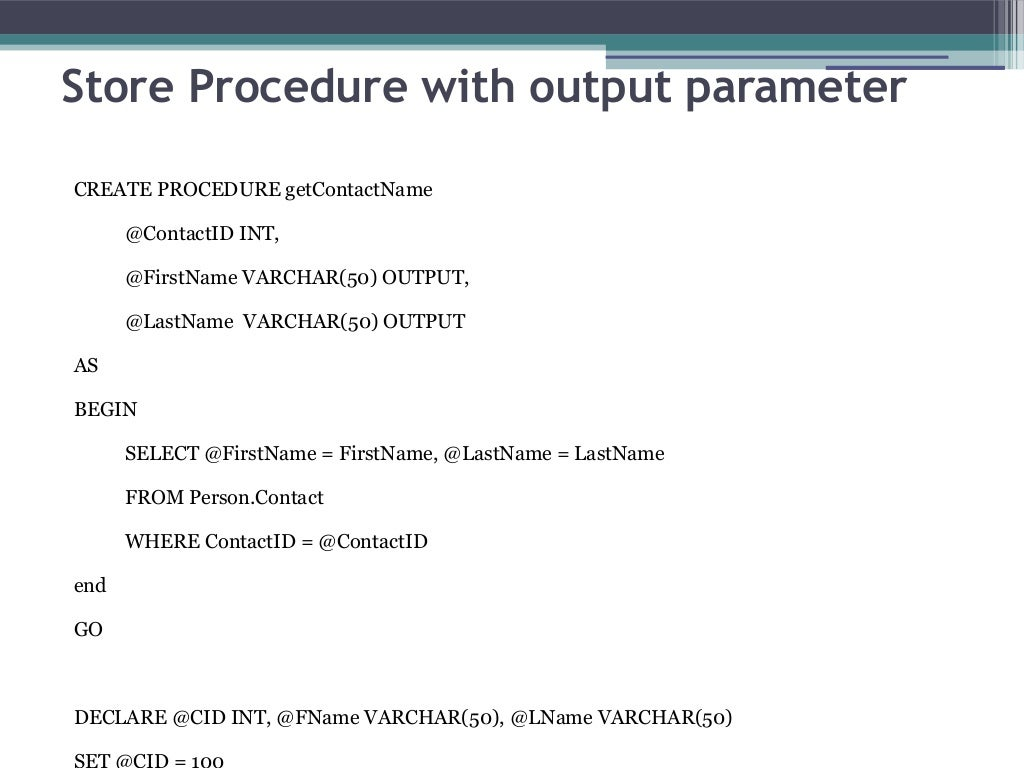 Store Procedure with output parameter
CREATE PROCEDURE getContactName
@ContactID INT,
@FirstName VARCHAR(50) OUTPUT,
@LastName  VARCHAR(50) OUTPUT
AS
BEGIN
SELECT @FirstName = FirstName, @LastName = LastName
FROM Person.Contact
WHERE ContactID = @ContactID
end
GO
DECLARE @CID INT, @FName VARCHAR(50), @LName VARCHAR(50)
SET @CID = 100